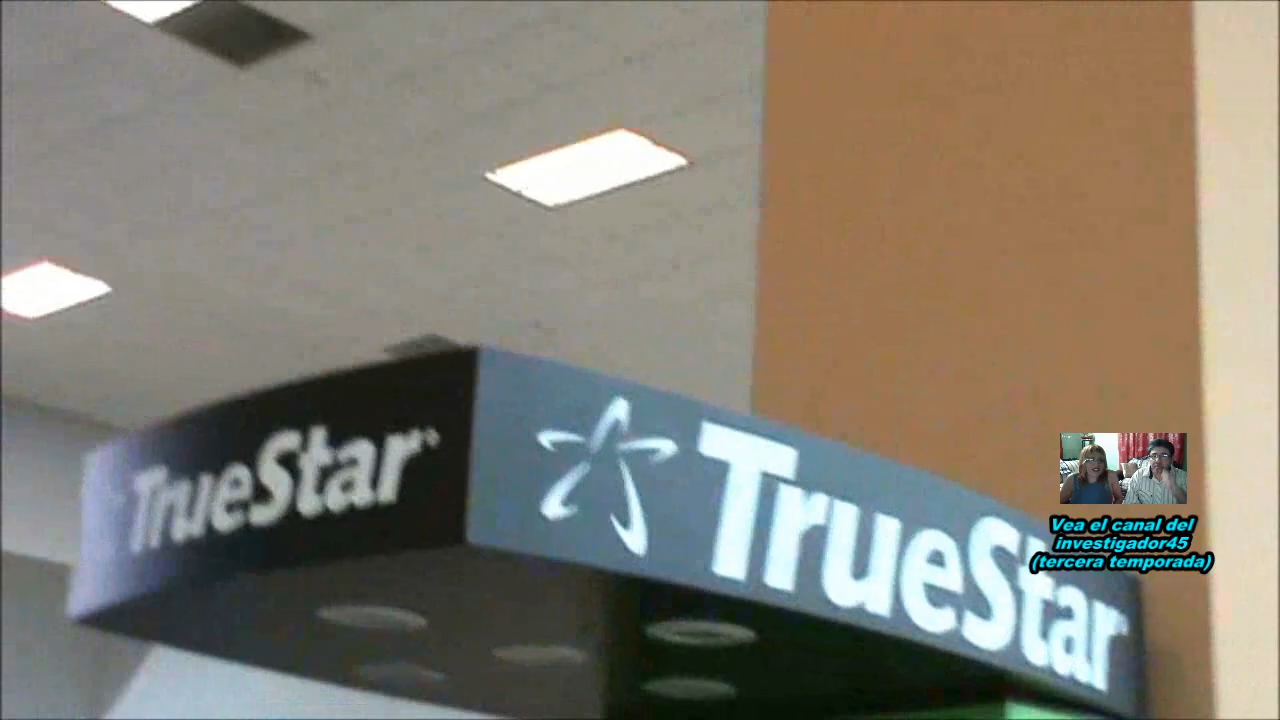 TrueStar
TrueStar
Vea el canal del
investigador45
(tercera temporada)